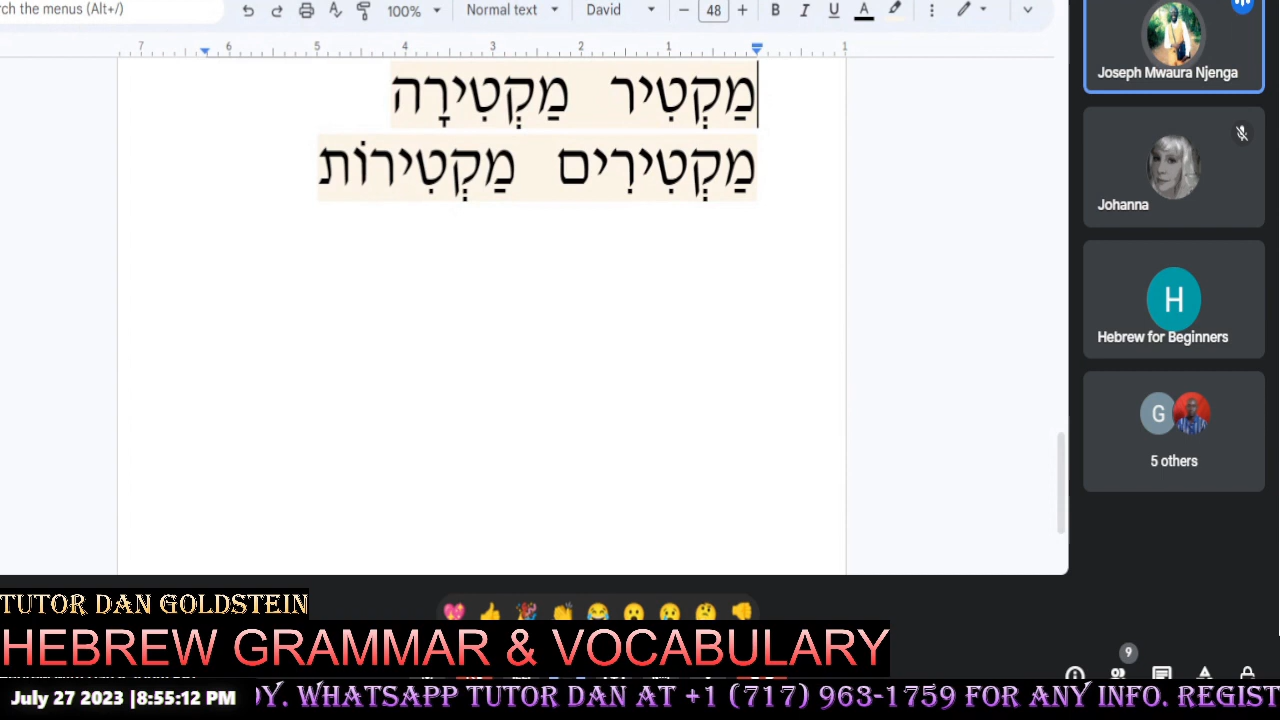 rch the menus (Alt+/)
100%
Normal text
David
48
B I U A
7 6 5 4 3 2 1 1
מַקְטִיר מַקְטִירָה
מַקְטִירִים מַקְטִירוֹת
Joseph Mwaura Njenga
Johanna
H
Hebrew for Beginners
G
5 others
9
TUTOR DAN GOLDSTEIN
HEBREW GRAMMAR & VOCABULARY
July 27 2023 |8:55:12 PM
DY. WHATSAPP TUTOR DAN AT +1 (717) 963-1759 FOR ANY INFO. REGIST